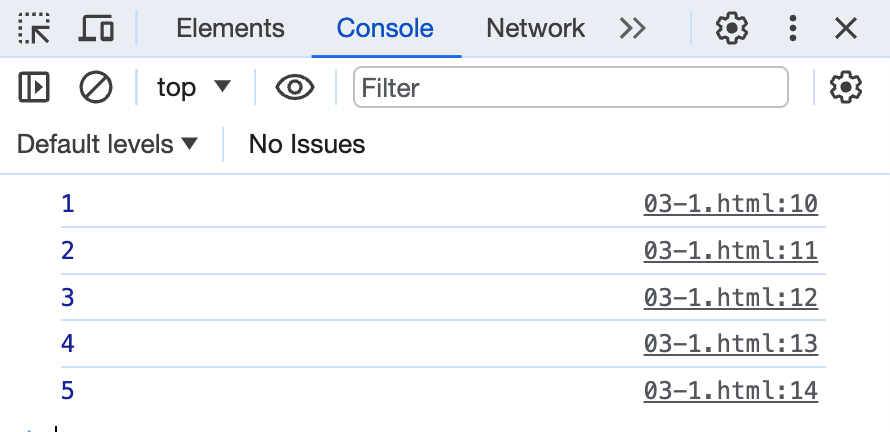 Elements Console Network
top Filter
Default levels No Issues
1 03-1.html:10
2 03-1.html:11
3 03-1.html:12
4 03-1.html:13
5 03-1.html:14